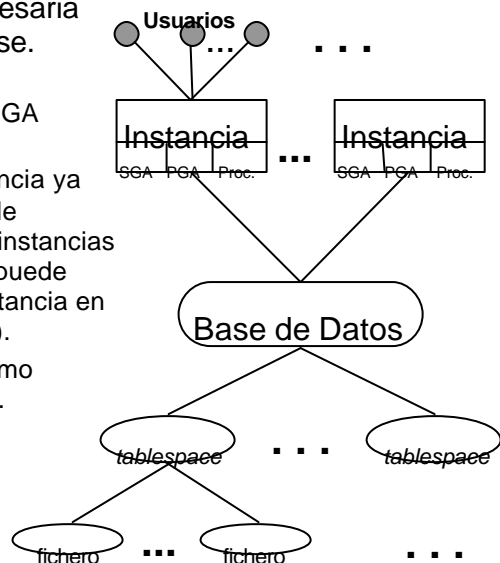 esaria
se.
GA
ncia ya
le
instancias
puede
tancia en
).
mo
.
Usuarios
...
. . .
Instancia
SGA PGA Proc.
...
Instancia
SGA PGA Proc.
Base de Datos
tablespace
. . .
tablespace
fichero
...
fichero
. . .